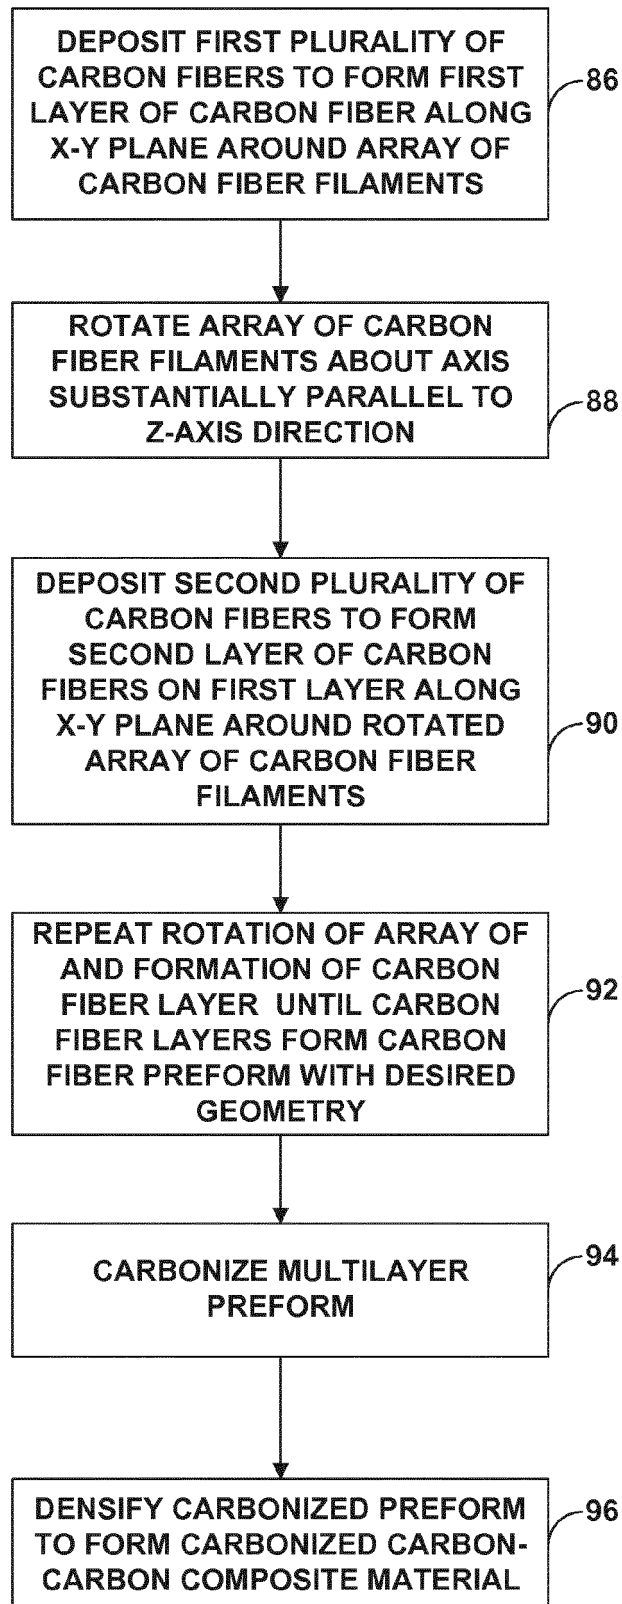 DEPOSIT FIRST PLURALITY OF
CARBON FIBERS TO FORM FIRST
LAYER OF CARBON FIBER ALONG
X-Y PLANE AROUND ARRAY OF
CARBON FIBER FILAMENTS
86
ROTATE ARRAY OF CARBON
FIBER FILAMENTS ABOUT AXIS
SUBSTANTIALLY PARALLEL TO
Z-AXIS DIRECTION
88
DEPOSIT SECOND PLURALITY OF
CARBON FIBERS TO FORM
SECOND LAYER OF CARBON
FIBERS ON FIRST LAYER ALONG
X-Y PLANE AROUND ROTATED
ARRAY OF CARBON FIBER
FILAMENTS
90
REPEAT ROTATION OF ARRAY OF
AND FORMATION OF CARBON
FIBER LAYER UNTIL CARBON
FIBER LAYERS FORM CARBON
FIBER PREFORM WITH DESIRED
GEOMETRY
92
CARBONIZE MULTILAYER
PREFORM
94
DENSIFY CARBONIZED PREFORM
TO FORM CARBONIZED CARBON-
CARBON COMPOSITE MATERIAL
96